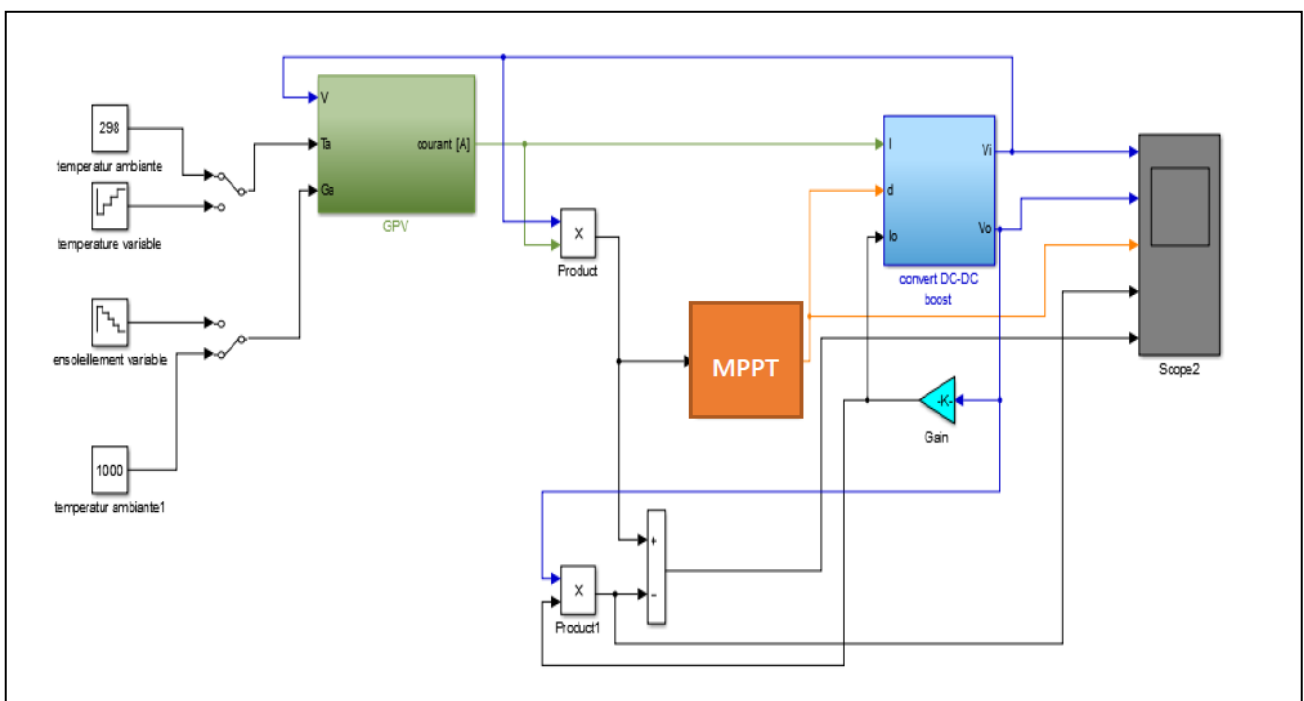 298
temperatur ambiante
temperature variable
ensoleillement variable
1000
temperatur ambiante1
V
Ta
Ga
courant [A]
GPV
X
Product
MPPT
I
d
Io
Vi
Vo
convert DC-DC
boost
-K-
Gain
Scope2
+
-
X
Product1